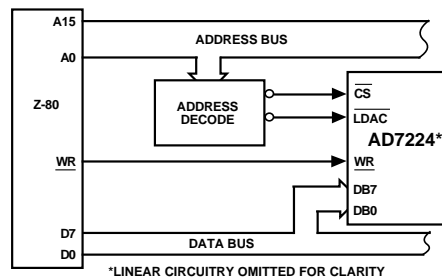 A15
ADDRESS BUS
A0
Z-80
ADDRESS
DECODE
CS
LDAC
AD7224*
WR
WR
DB7
DB0
D7
DATA BUS
D0
*LINEAR CIRCUITRY OMITTED FOR CLARITY